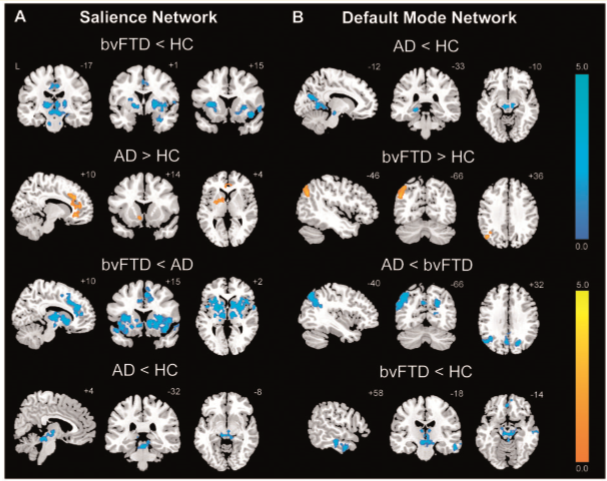 A Salience Network
B Default Mode Network
bvFTD < HC
L -17 +1 +15
AD > HC
+10 +14 +4
bvFTD < AD
+10 +15 +2
AD < HC
+4 -32 -8
AD < HC
-12 -33 -10
bvFTD > HC
-46 -66 +36
AD < bvFTD
-40 -66 +32
bvFTD < HC
+58 -18 -14
5.0
0.0
5.0
0.0